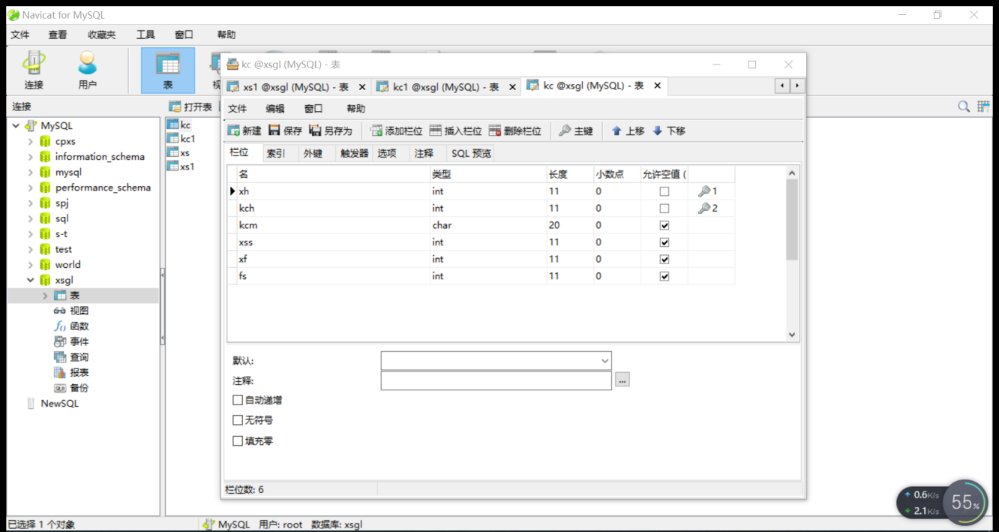 Navicat for MySQL
文件 查看 收藏夹 工具 窗口 帮助
连接 用户 表
连接 打开表
MySQL
cpxs
information_schema
mysql
performance_schema
spj
sql
s-t
test
world
xsgl
表
视图
函数
事件
查询
报表
备份
NewSQL
kc
kc1
xs
xs1
kc @xsgl (MySQL) - 表
xs1 @xsgl (MySQL) - 表 kc1 @xsgl (MySQL) - 表 kc @xsgl (MySQL) - 表
文件 编辑 窗口 帮助
新建 保存 另存为 添加栏位 插入栏位 删除栏位 主键 上移 下移
栏位 索引 外键 触发器 选项 注释 SQL 预览
名 类型 长度 小数点 允许空值 (
xh int 11 0 1
kch int 11 0 2
kcm char 20 0
xss int 11 0
xf int 11 0
fs int 11 0
默认:
注释: ...
自动递增
无符号
填充零
栏位数: 6
0.6K/s
2.1K/s
55%
已选择 1 个对象 MySQL 用户: root 数据库: xsgl